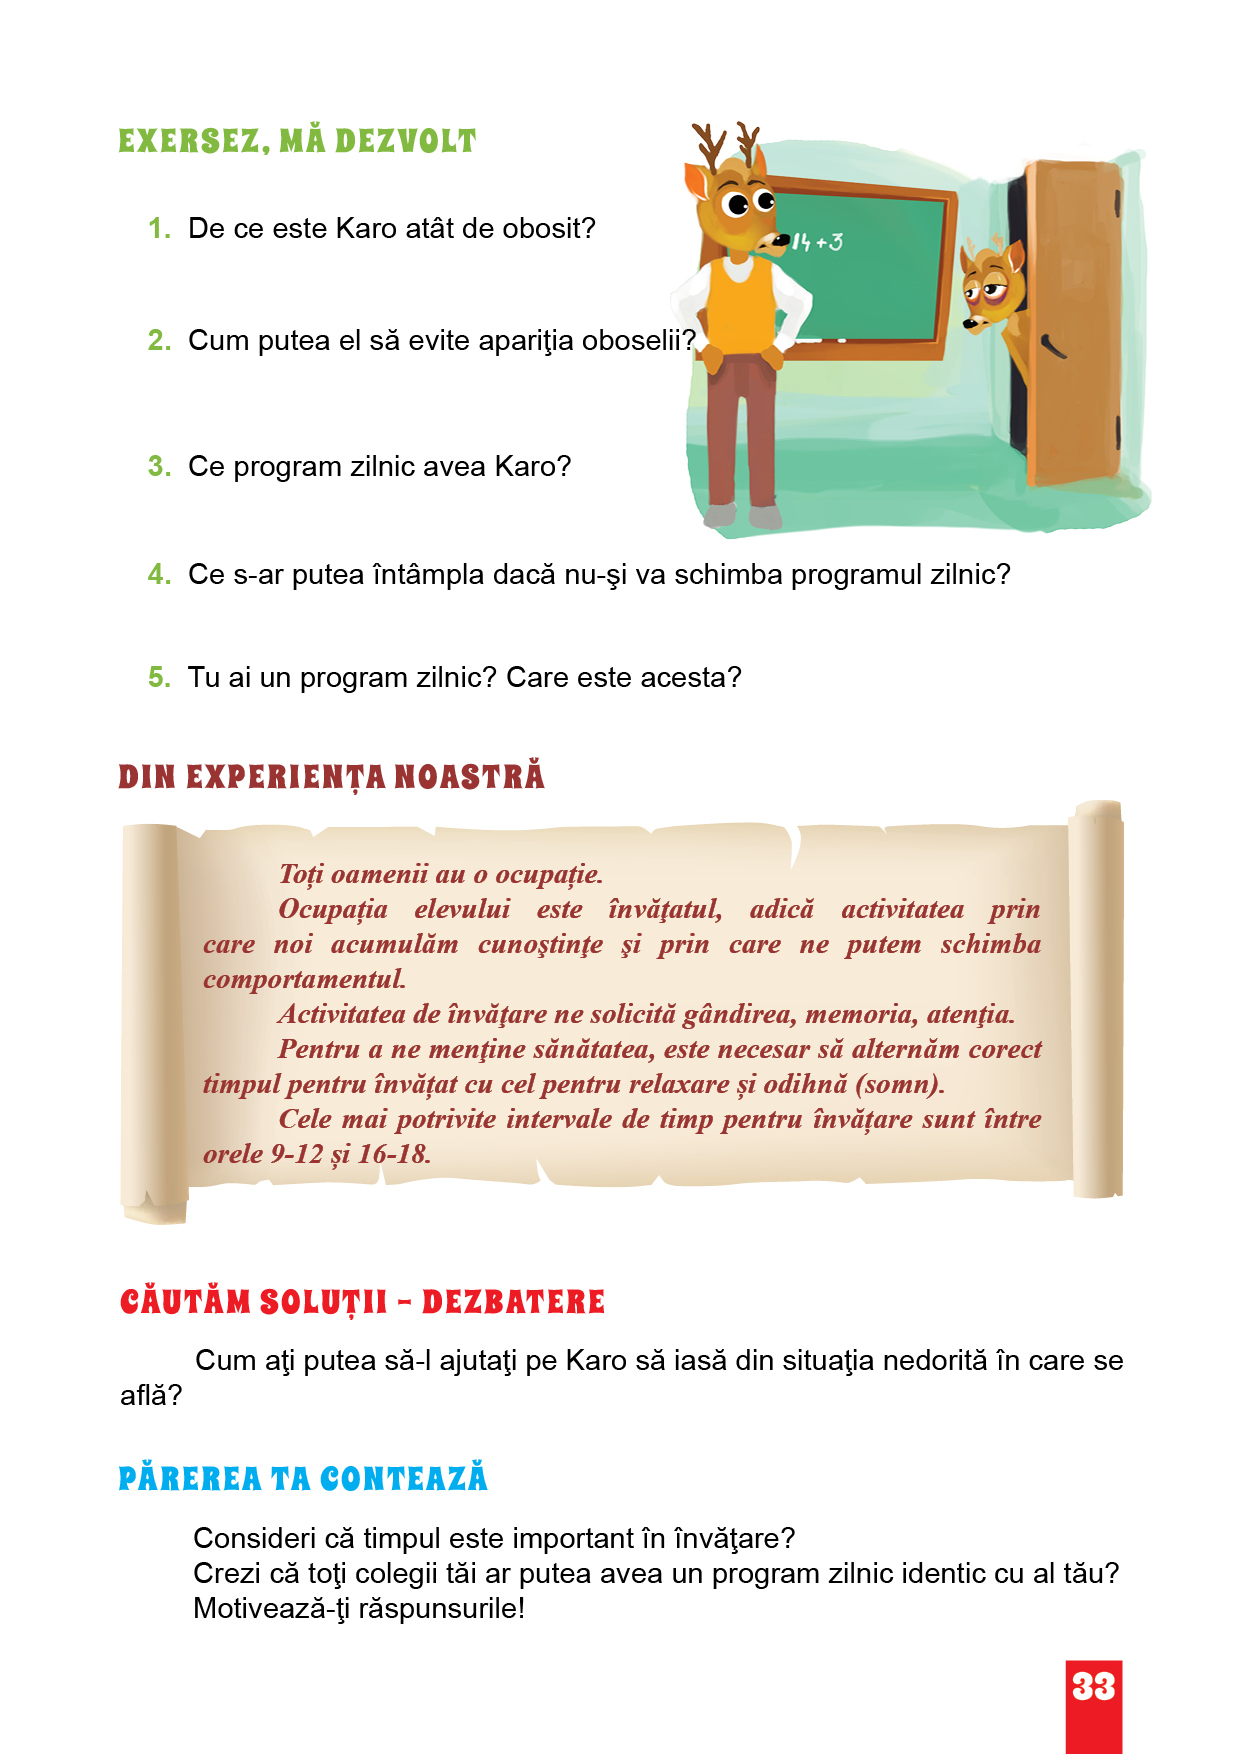 EXERSEZ, MĂ DEZVOLT
1. De ce este Karo atât de obosit?
14+3
2. Cum putea el să evite apariţia oboselii?
3. Ce program zilnic avea Karo?
4. Ce s-ar putea întâmpla dacă nu-şi va schimba programul zilnic?
5. Tu ai un program zilnic? Care este acesta?
DIN EXPERIENȚA NOASTRĂ
Toți oamenii au o ocupație.
Ocupația elevului este învăţatul, adică activitatea prin
care noi acumulăm cunoştinţe şi prin care ne putem schimba
comportamentul.
Activitatea de învăţare ne solicită gândirea, memoria, atenţia.
Pentru a ne menţine sănătatea, este necesar să alternăm corect
timpul pentru învățat cu cel pentru relaxare și odihnă (somn).
Cele mai potrivite intervale de timp pentru învățare sunt între
orele 9-12 și 16-18.
CĂUTĂM SOLUȚII – DEZBATERE
Cum aţi putea să-l ajutaţi pe Karo să iasă din situaţia nedorită în care se
află?
PĂREREA TA CONTEAZĂ
Consideri că timpul este important în învăţare?
Crezi că toţi colegii tăi ar putea avea un program zilnic identic cu al tău?
Motivează-ţi răspunsurile!
33